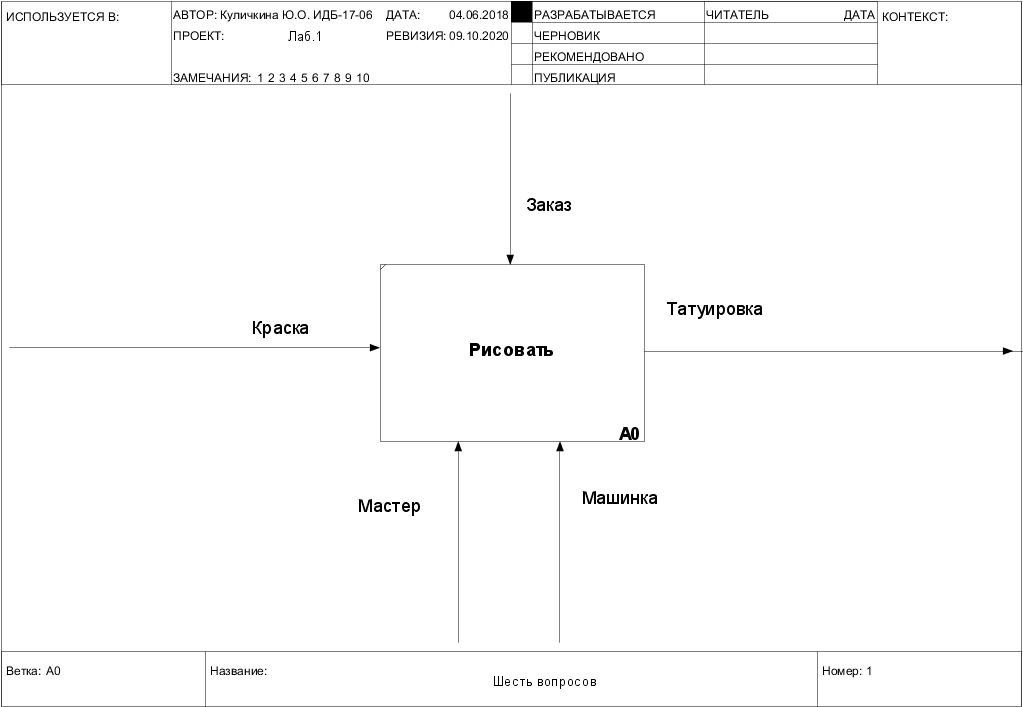 ИСПОЛЬЗУЕТСЯ В:
АВТОР: Куличкина Ю.О. ИДБ-17-06 ДАТА: 04.06.2018
ПРОЕКТ: Лаб.1 РЕВИЗИЯ: 09.10.2020
ЗАМЕЧАНИЯ: 1 2 3 4 5 6 7 8 9 10
РАЗРАБАТЫВАЕТСЯ
ЧЕРНОВИК
РЕКОМЕНДОВАНО
ПУБЛИКАЦИЯ
ЧИТАТЕЛЬ ДАТА
КОНТЕКСТ:
Заказ
Краска
Татуировка
Рисовать
A0
Мастер
Машинка
Ветка: A0
Название:
Шесть вопросов
Номер: 1